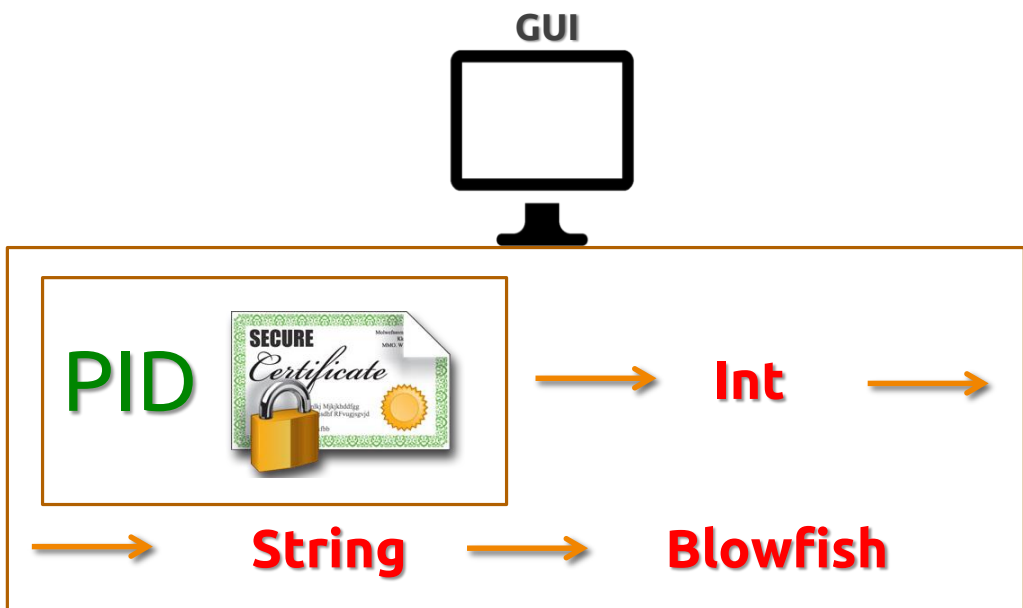 GUI
PID
SECURE
Certificate
Int
String
Blowfish